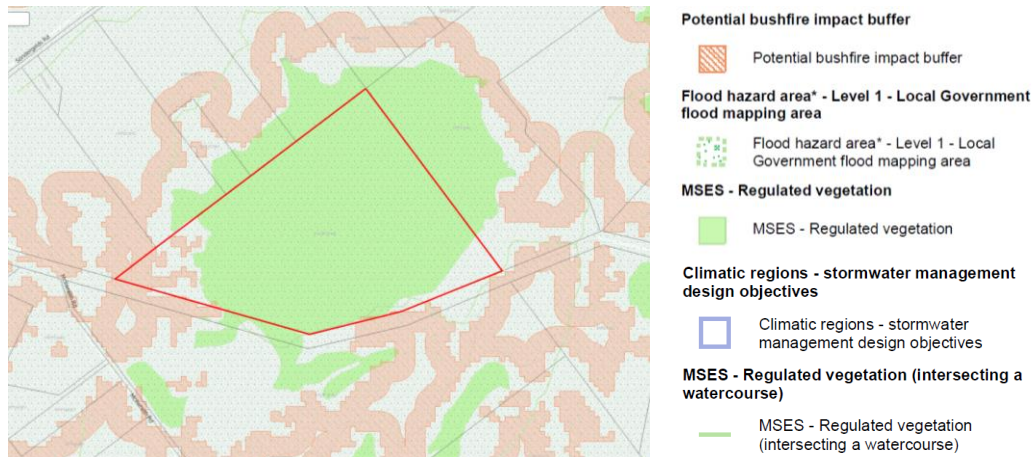 Potential bushfire impact buffer
Potential bushfire impact buffer
Flood hazard area* - Level 1 - Local Government
flood mapping area
Flood hazard area* - Level 1 - Local
Government flood mapping area
MSES - Regulated vegetation
MSES - Regulated vegetation
Climatic regions - stormwater management
design objectives
Climatic regions - stormwater
management design objectives
MSES - Regulated vegetation (intersecting a
watercourse)
MSES - Regulated vegetation
(intersecting a watercourse)